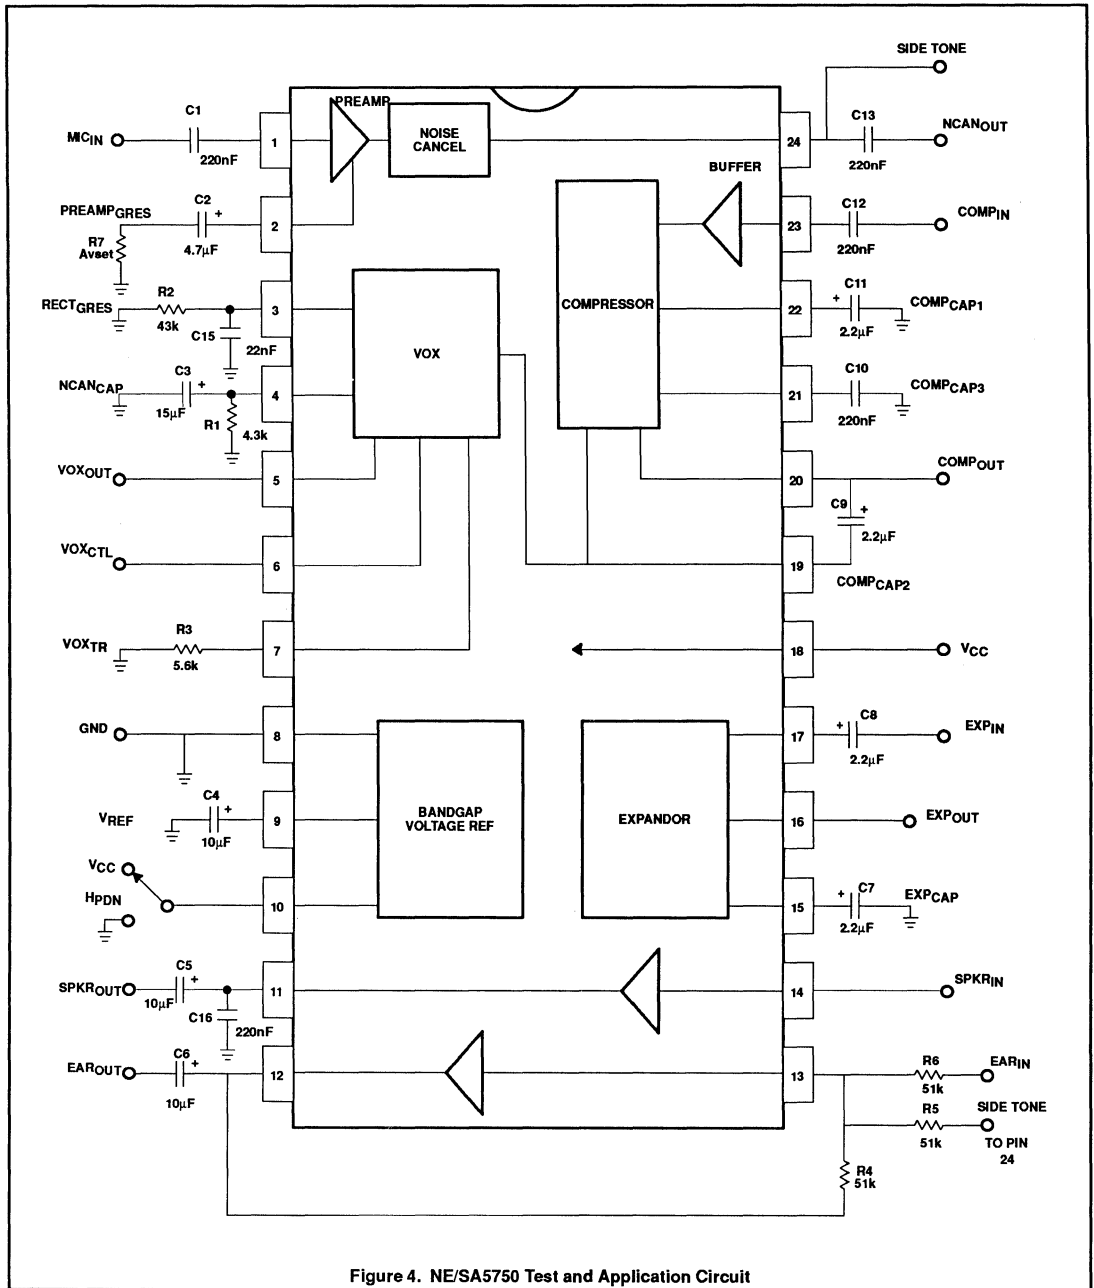 SIDE TONE
PREAMP
C1
C13
MICIN
1
NOISE
CANCEL
24
NCANOUT
220nF
220nF
BUFFER
PREAMPGRES
C2
+
2
23
C12
COMPIN
R7
Avset
4.7µF
220nF
RECTGRES
R2
3
COMPRESSOR
22
+
C11
COMPCAP1
43k
C15
22nF
VOX
2.2µF
NCANCAP
C3
+
4
21
C10
COMPCAP3
15µF
R1
4.3k
220nF
VOXOUT
5
20
COMPOUT
C9
+
2.2µF
VOXCTL
6
19
COMPCAP2
VOXTR
R3
7
18
VCC
5.6k
GND
8
17
+
C8
EXPIN
2.2µF
VREF
C4
+
9
BANDGAP
VOLTAGE REF
EXPANDOR
16
EXPOUT
10µF
VCC
HPDN
10
15
+
C7
EXPCAP
2.2µF
SPKROUT
C5
+
11
14
SPKRIN
10µF
C16
220nF
EAROUT
C6
+
12
13
R6
EARIN
10µF
51k
R5
SIDE TONE
51k
TO PIN
24
R4
51k
Figure 4. NE/SA5750 Test and Application Circuit